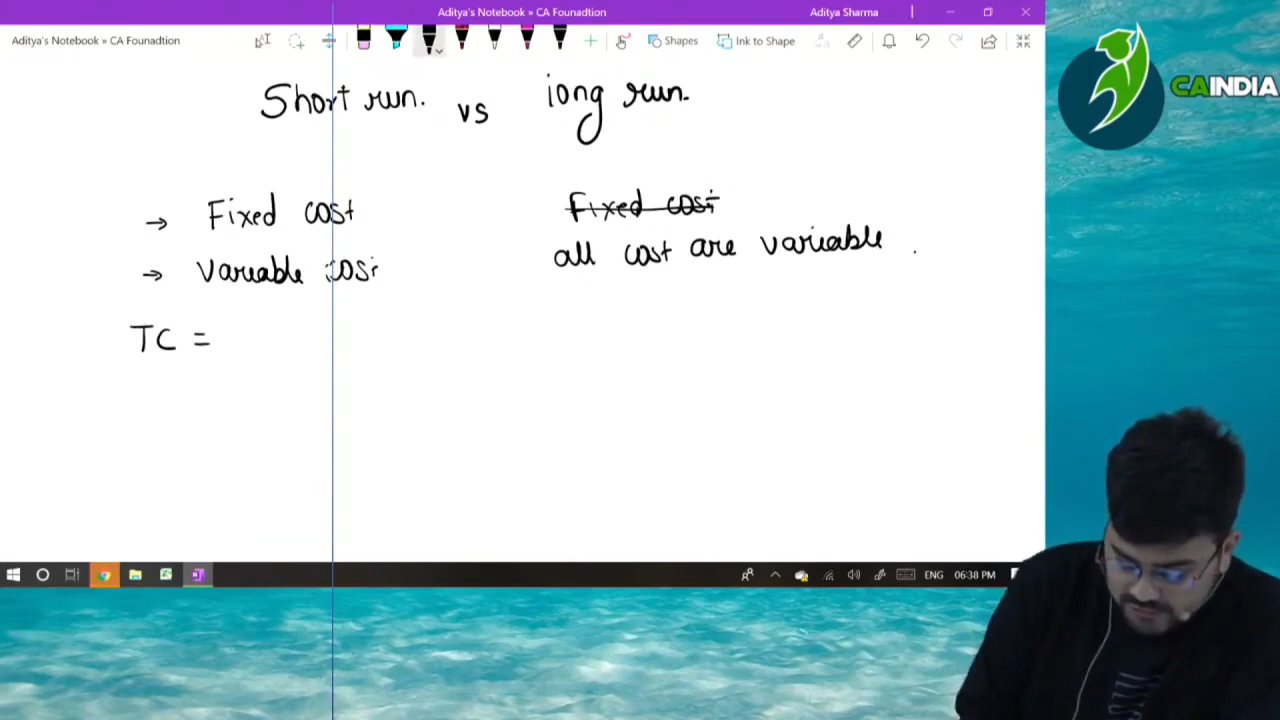 Aditya's Notebook » CA Founadtion
Aditya Sharma
Aditya's Notebook » CA Founadtion
Shapes
Ink to Shape
CAINDIA
Short run. vs long run.
→ Fixed cost
Fixed cost
→ Variable cost
all cost are variable .
TC =
ENG
06:38 PM